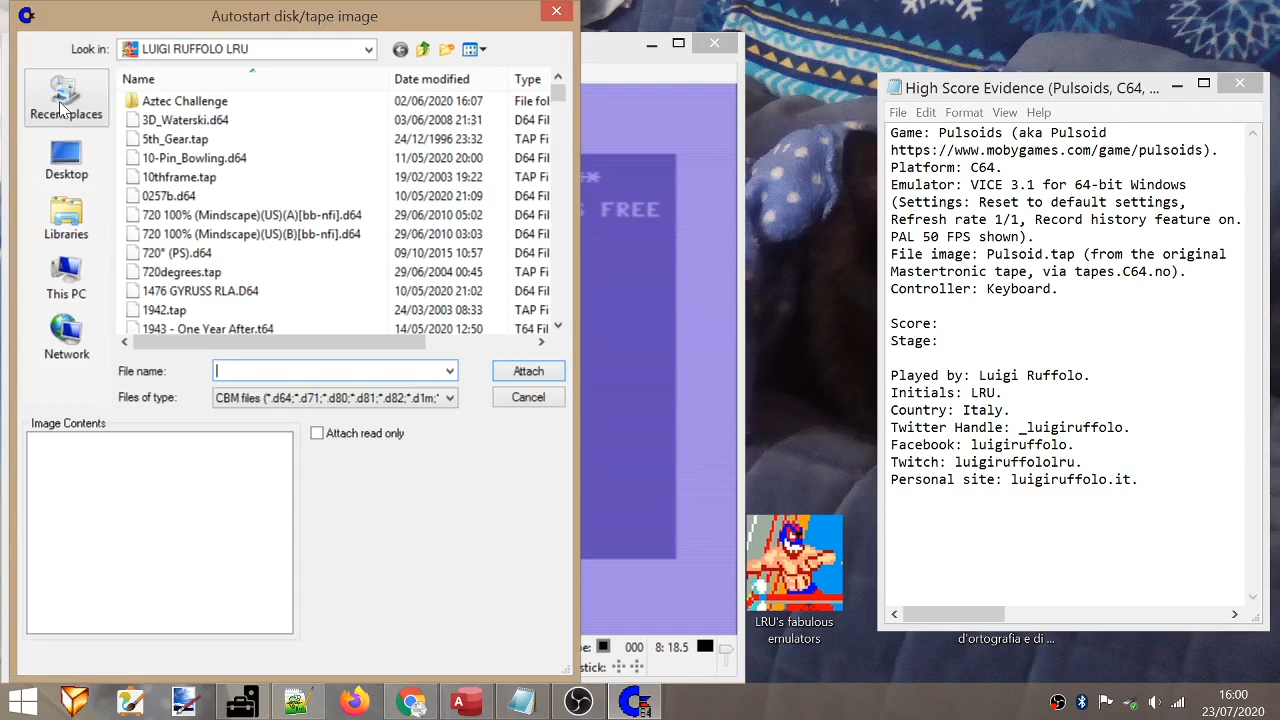 Autostart disk/tape image
Look in: LUIGI RUFFOLO LRU
Recent places
Desktop
Libraries
This PC
Network
Name Date modified Type
Aztec Challenge 02/06/2020 16:07 File fol
3D_Waterski.d64 03/06/2008 21:31 D64 Fil
5th_Gear.tap 24/12/1996 23:32 TAP Fi
10-Pin_Bowling.d64 11/05/2020 20:00 D64 Fil
10thframe.tap 19/02/2003 19:22 TAP Fi
0257b.d64 10/05/2020 21:09 D64 Fil
720 100% (Mindscape)(US)(A)[bb-nfi].d64 29/06/2010 05:02 D64 Fil
720 100% (Mindscape)(US)(B)[bb-nfi].d64 29/06/2010 03:03 D64 Fil
720° (PS).d64 09/10/2015 10:57 D64 Fil
720degrees.tap 29/06/2004 00:45 TAP Fi
1476 GYRUSS RLA.D64 10/05/2020 21:02 D64 Fil
1942.tap 24/03/2003 08:33 TAP Fi
1943 - One Year After.t64 14/05/2020 12:50 T64 Fil
File name: Attach
Files of type: CBM files (*.d64;*.d71;*.d80;*.d81;*.d82;*.d1m;* Cancel
Image Contents
Attach read only
S FREE
000 8: 18.5
stick:
LRU's fabulous
emulators
High Score Evidence (Pulsoids, C64, ...
File Edit Format View Help
Game: Pulsoids (aka Pulsoid
https://www.mobygames.com/game/pulsoids).
Platform: C64.
Emulator: VICE 3.1 for 64-bit Windows
(Settings: Reset to default settings,
Refresh rate 1/1, Record history feature on.
PAL 50 FPS shown).
File image: Pulsoid.tap (from the original
Mastertronic tape, via tapes.C64.no).
Controller: Keyboard.
Score:
Stage:
Played by: Luigi Ruffolo.
Initials: LRU.
Country: Italy.
Twitter Handle: _luigiruffolo.
Facebook: luigiruffolo.
Twitch: luigiruffololru.
Personal site: luigiruffolo.it.
d'ortografia e di ...
16:00
23/07/2020